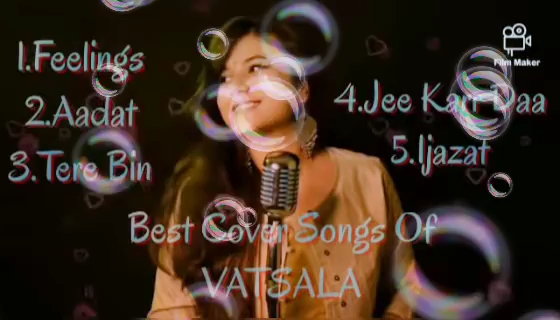 1.Feelings
2.Aadat
3.Tere Bin
4.Jee Karr Daa
5.Ijazat
Best Cover Songs Of
VATSALA
Film Maker